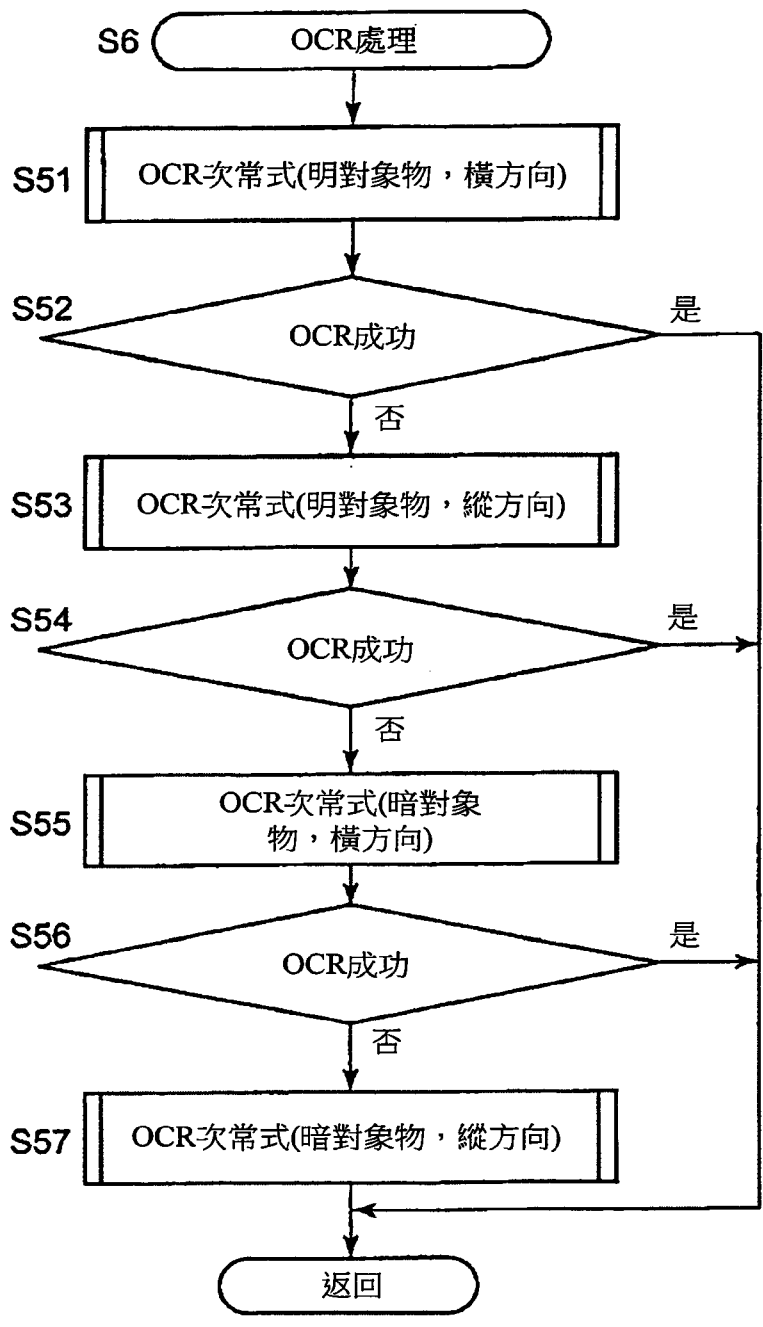 S6 OCR處理
S51 OCR次常式(明對象物，橫方向)
S52 OCR成功 是
否
S53 OCR次常式(明對象物，縱方向)
S54 OCR成功 是
否
S55 OCR次常式(暗對象
物，橫方向)
S56 OCR成功 是
否
S57 OCR次常式(暗對象物，縱方向)
返回